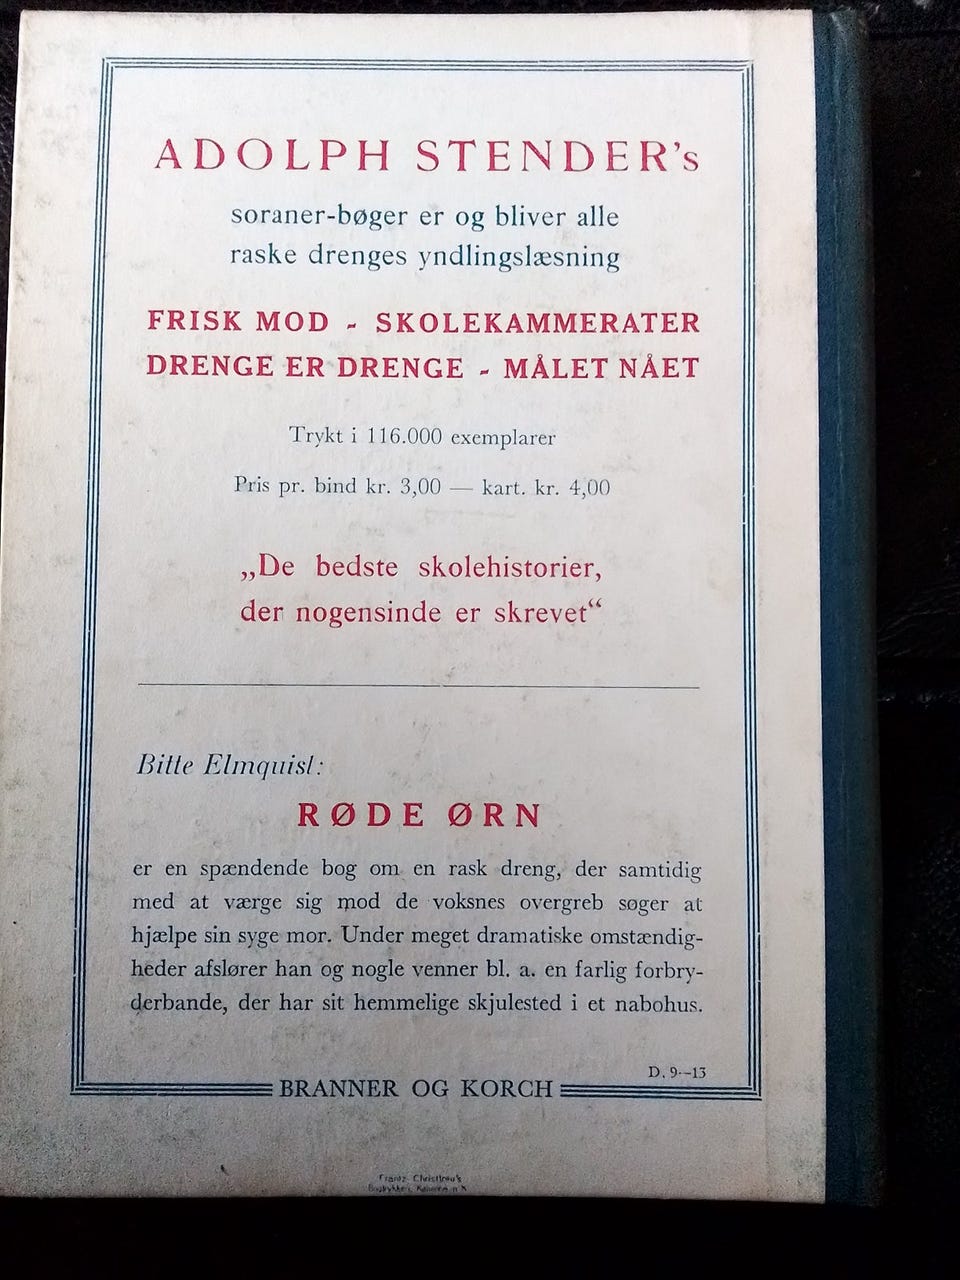 ADOLPH STENDER's
soraner-bøger er og bliver alle
raske drenges yndlingslæsning
FRISK MOD - SKOLEKAMMERATER
DRENGE ER DRENGE - MÅLET NÅET
Trykt i 116.000 exemplarer
Pris pr. bind kr. 3,00 — kart. kr. 4,00
„De bedste skolehistorier,
der nogensinde er skrevet“
Bitte Elmquist:
RØDE ØRN
er en spændende bog om en rask dreng, der samtidig
med at værge sig mod de voksnes overgreb søger at
hjælpe sin syge mor. Under meget dramatiske omstændig-
heder afslører han og nogle venner bl. a. en farlig forbry-
derbande, der har sit hemmelige skjulested i et nabohus.
D. 9--13
BRANNER OG KORCH
Frantz Christtreu's